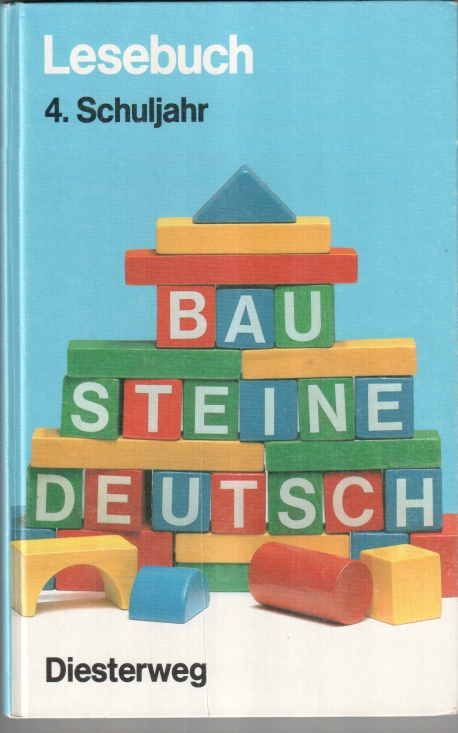 Lesebuch
4. Schuljahr
BAU
STEINE
DEUTSCH
Diesterweg